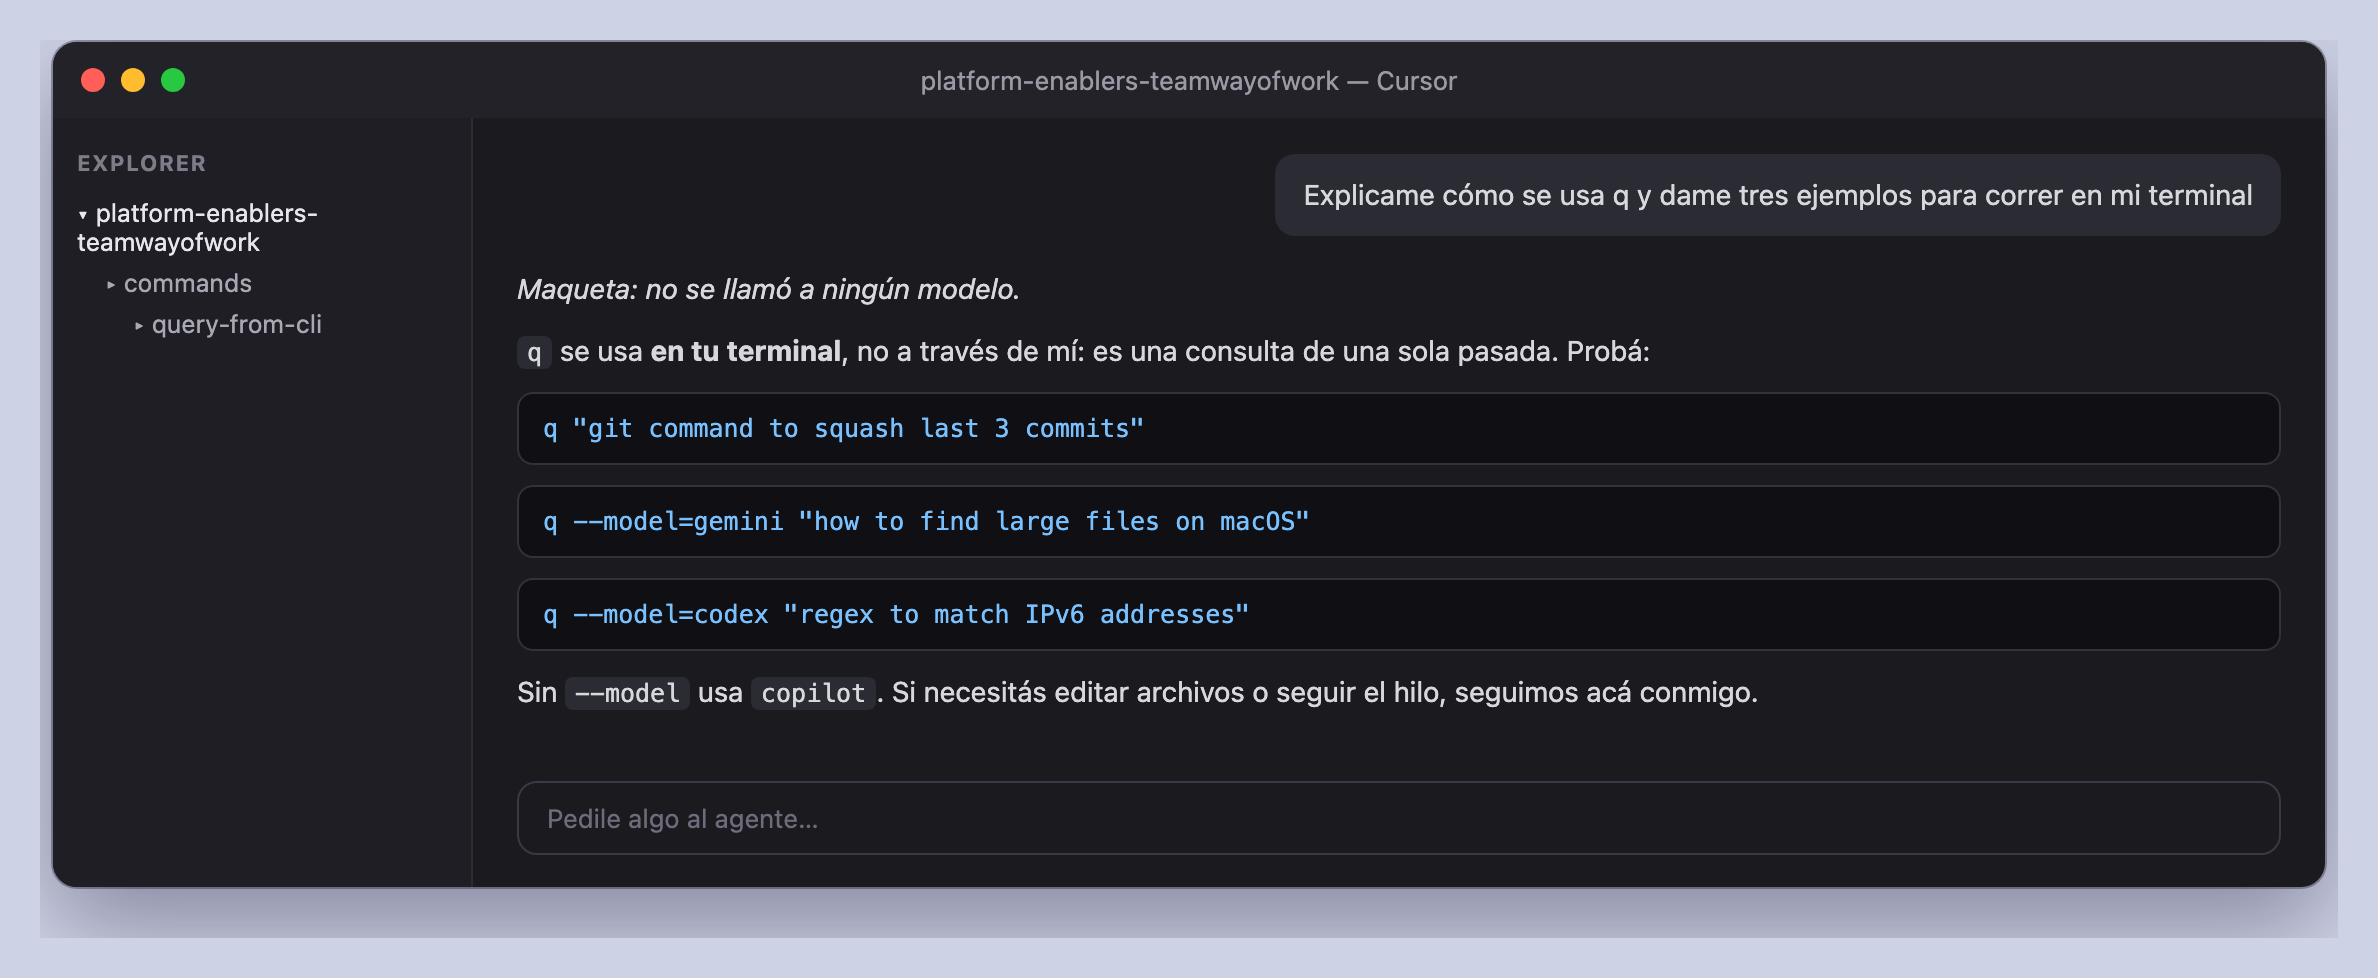 platform-enablers-teamwayofwork — Cursor
EXPLORER
▾ platform-enablers-
teamwayofwork
▸ commands
▸ query-from-cli
Explicame cómo se usa q y dame tres ejemplos para correr en mi terminal
Maqueta: no se llamó a ningún modelo.
q se usa en tu terminal, no a través de mí: es una consulta de una sola pasada. Probá:
q "git command to squash last 3 commits"
q --model=gemini "how to find large files on macOS"
q --model=codex "regex to match IPv6 addresses"
Sin --model usa copilot. Si necesitás editar archivos o seguir el hilo, seguimos acá conmigo.
Pedile algo al agente...